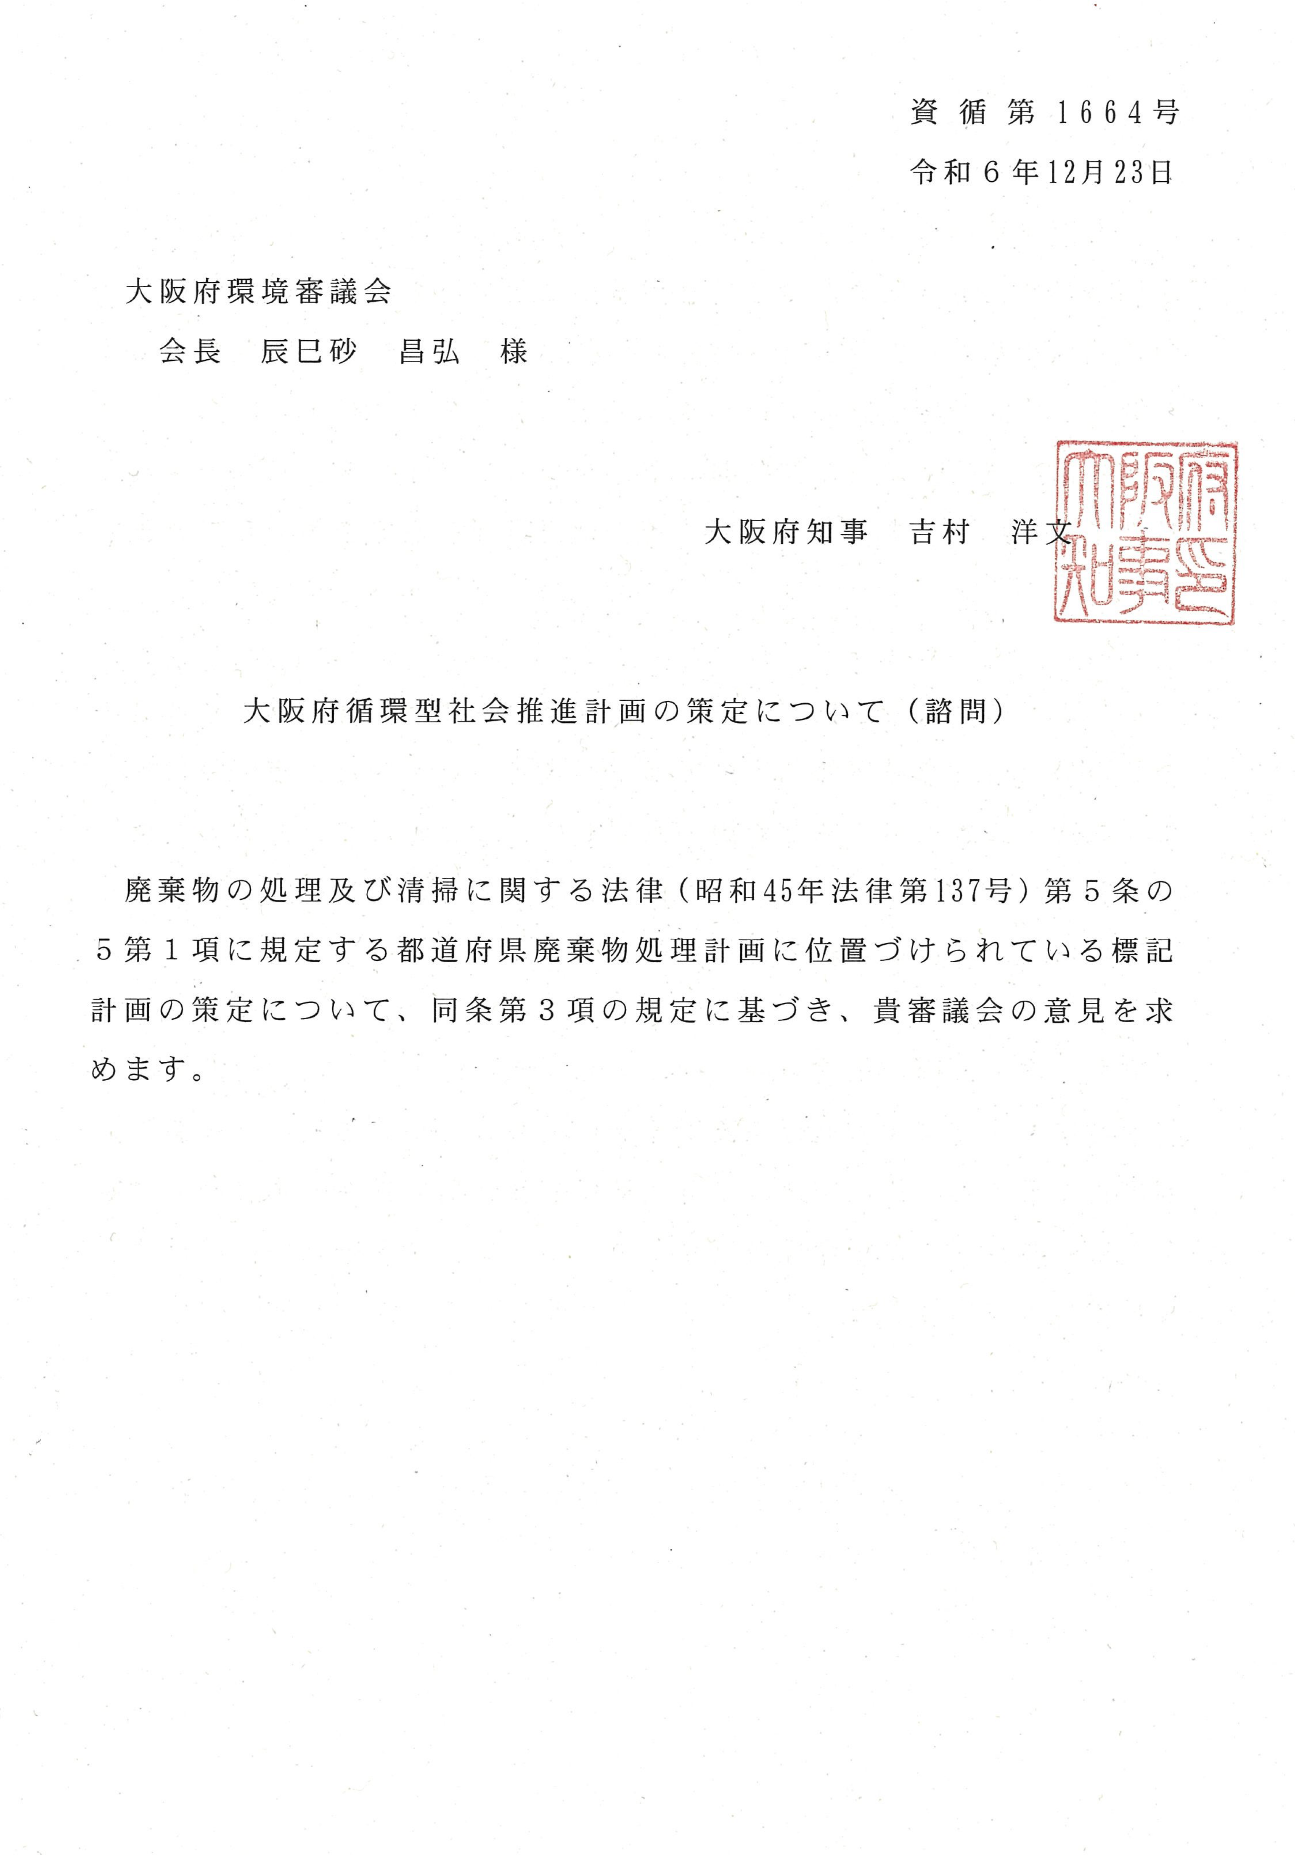 資循第1664号
令和６年12月23日
大阪府環境審議会
会長　辰巳砂　昌弘　様
大阪府知事　吉村　洋文
大阪府知事印
大阪府循環型社会推進計画の策定について（諮問）
廃棄物の処理及び清掃に関する法律（昭和45年法律第137号）第５条の
５第１項に規定する都道府県廃棄物処理計画に位置づけられている標記
計画の策定について、同条第３項の規定に基づき、貴審議会の意見を求
めます。